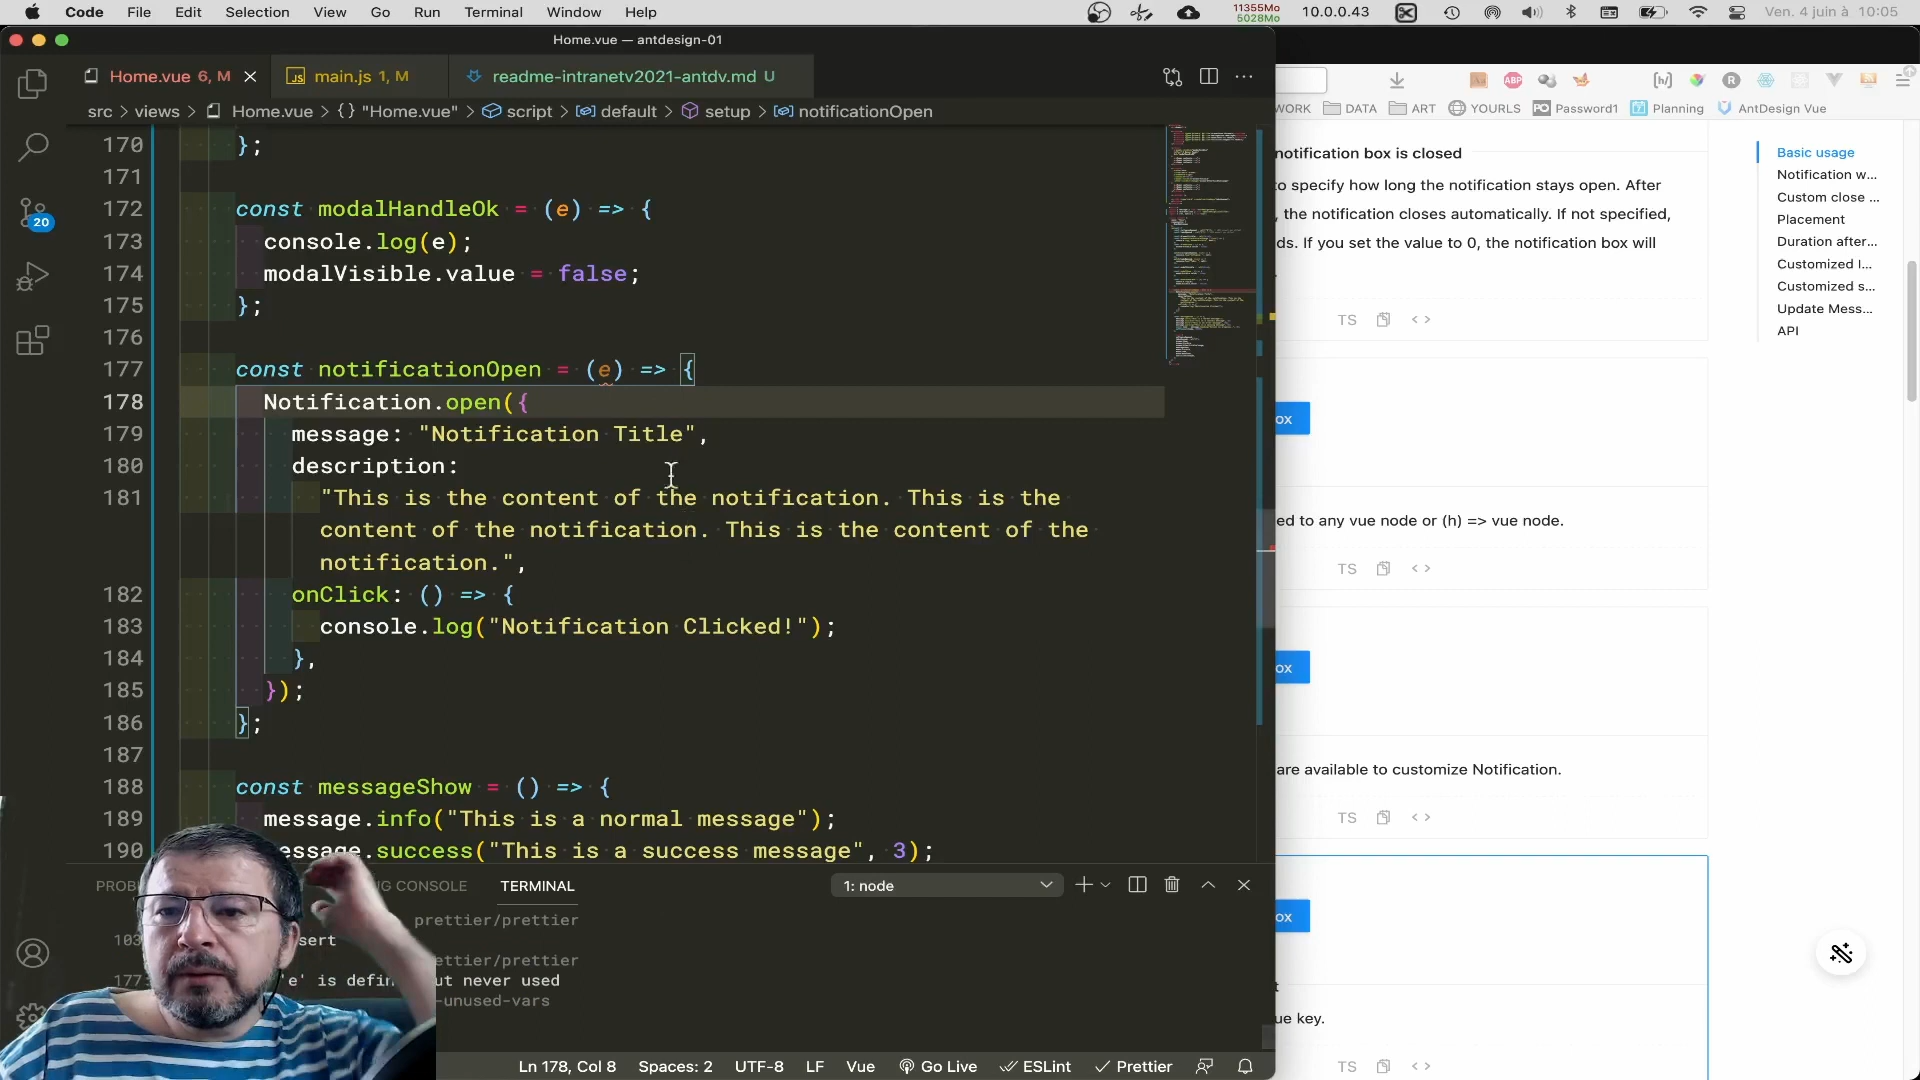 Code File Edit Selection View Go Run Terminal Window Help
11355Mo
5028Mo
10.0.0.43
Ven. 4 juin à 10:05
Home.vue — antdesign-01
Home.vue 6, M
main.js 1, M
readme-intranetv2021-antdv.md U
src > views > Home.vue > {} "Home.vue" > script > default > setup > notificationOpen
170 };
171
172 const modalHandleOk = (e) => {
173 console.log(e);
174 modalVisible.value = false;
175 };
176
177 const notificationOpen = (e) => {
178 Notification.open({
179 message: "Notification Title",
180 description:
181 "This is the content of the notification. This is the
content of the notification. This is the content of the
notification.",
182 onClick: () => {
183 console.log("Notification Clicked!");
184 },
185 });
186 };
187
188 const messageShow = () => {
189 message.info("This is a normal message");
190 essage.success("This is a success message", 3);
20
PROB
G CONSOLE
TERMINAL
1: node
prettier/prettier
103
sert
prettier/prettier
177
'e' is defin
ut never used
-unused-vars
Ln 178, Col 8 Spaces: 2 UTF-8 LF Vue Go Live ESLint Prettier
ABP
WORK DATA ART YOURLS Password1 Planning AntDesign Vue
notification box is closed
to specify how long the notification stays open. After
, the notification closes automatically. If not specified,
ds. If you set the value to 0, the notification box will
TS < >
ox
ed to any vue node or (h) => vue node.
TS < >
ox
are available to customize Notification.
TS < >
ox
t
ue key.
TS < >
Basic usage
Notification w...
Custom close ...
Placement
Duration after...
Customized I...
Customized s...
Update Mess...
API